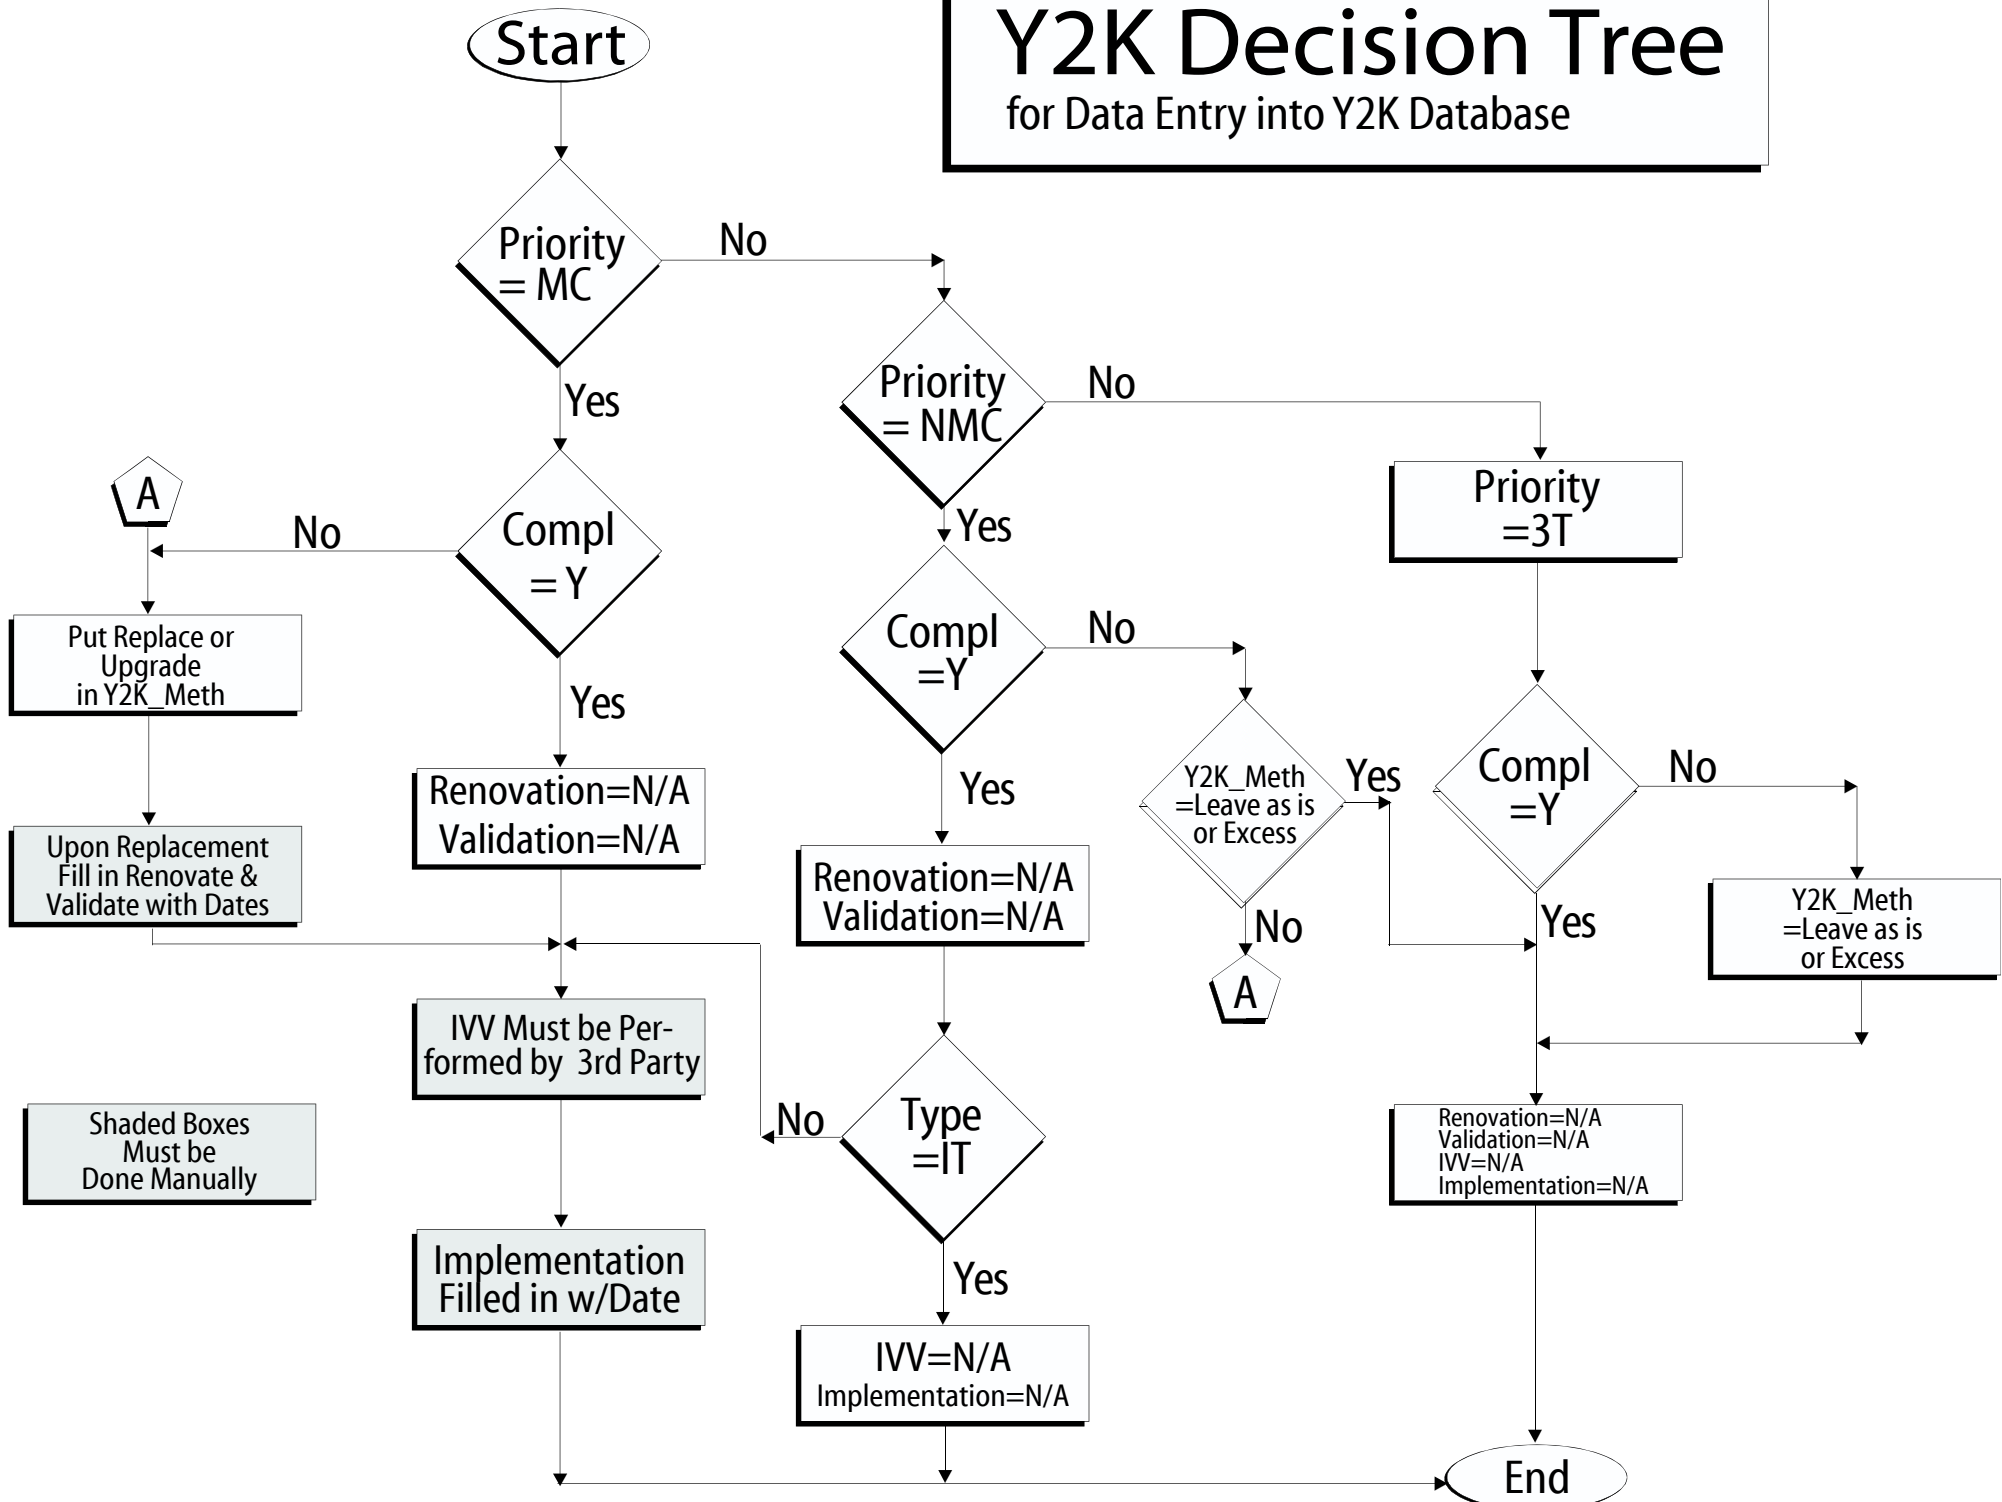 Start
Y2K Decision Tree
for Data Entry into Y2K Database
Priority
= MC
No
Yes
Priority
= NMC
No
Yes
A
No
Compl
= Y
Yes
Priority
=3T
Put Replace or
Upgrade
in Y2K_Meth
Compl
=Y
No
Yes
Y2K_Meth
=Leave as is
or Excess
Yes
No
A
Compl
=Y
No
Yes
Y2K_Meth
=Leave as is
or Excess
Renovation=N/A
Validation=N/A
Upon Replacement
Fill in Renovate &
Validate with Dates
Renovation=N/A
Validation=N/A
IVV Must be Per-
formed by 3rd Party
Shaded Boxes
Must be
Done Manually
No
Type
=IT
Yes
Renovation=N/A
Validation=N/A
IVV=N/A
Implementation=N/A
Implementation
Filled in w/Date
IVV=N/A
Implementation=N/A
End